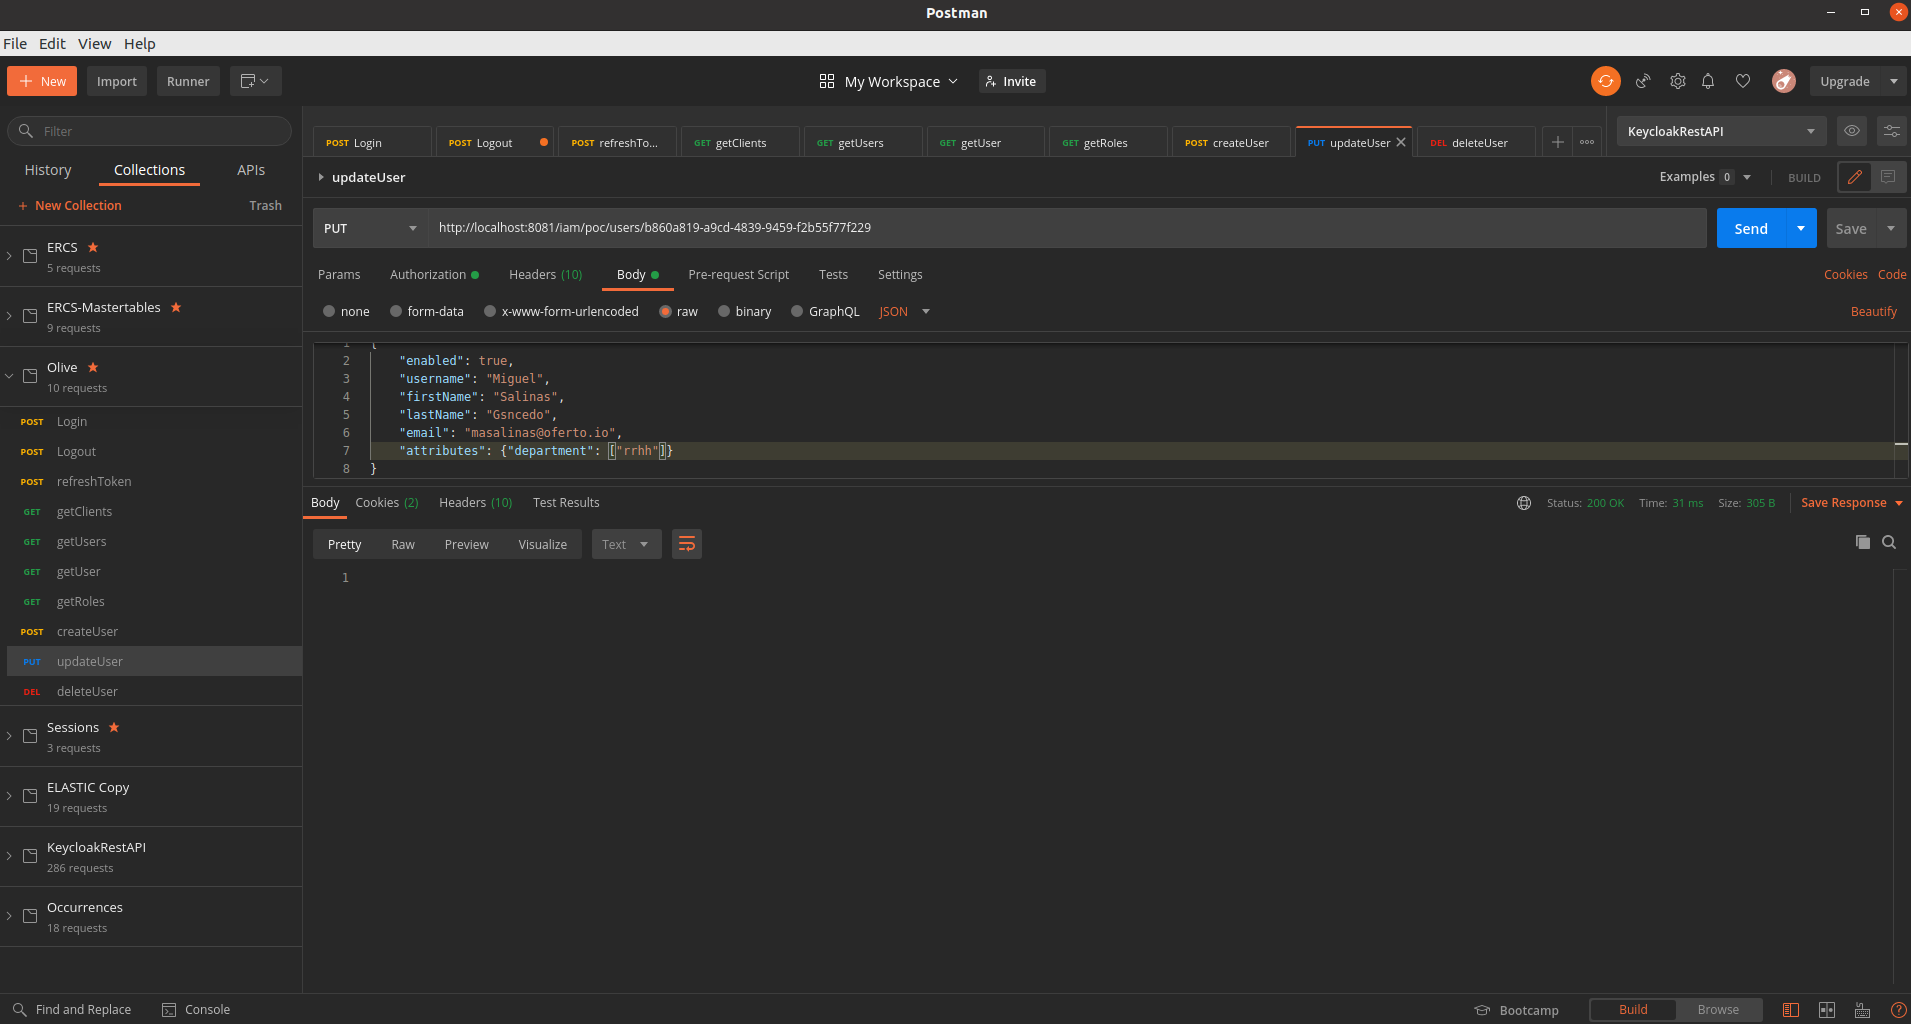 Postman
File Edit View Help
+ New Import Runner
My Workspace Invite
Upgrade
Filter
History Collections APIs
+ New Collection Trash
ERCS
5 requests
ERCS-Mastertables
9 requests
Olive
10 requests
POST Login
POST Logout
POST refreshToken
GET getClients
GET getUsers
GET getUser
GET getRoles
POST createUser
PUT updateUser
DEL deleteUser
Sessions
3 requests
ELASTIC Copy
19 requests
KeycloakRestAPI
286 requests
Occurrences
18 requests
POST Login POST Logout POST refreshTo... GET getClients GET getUsers GET getUser GET getRoles POST createUser PUT updateUser DEL deleteUser
KeycloakRestAPI
updateUser Examples 0 BUILD
PUT http://localhost:8081/iam/poc/users/b860a819-a9cd-4839-9459-f2b55f77f229 Send Save
Params Authorization Headers (10) Body Pre-request Script Tests Settings Cookies Code
none form-data x-www-form-urlencoded raw binary GraphQL JSON Beautify
1 {
2 "enabled": true,
3 "username": "Miguel",
4 "firstName": "Salinas",
5 "lastName": "Gsncedo",
6 "email": "masalinas@oferto.io",
7 "attributes": {"department": ["rrhh"]}
8 }
Body Cookies (2) Headers (10) Test Results Status: 200 OK Time: 31 ms Size: 305 B Save Response
Pretty Raw Preview Visualize Text
1
Find and Replace Console Bootcamp Build Browse